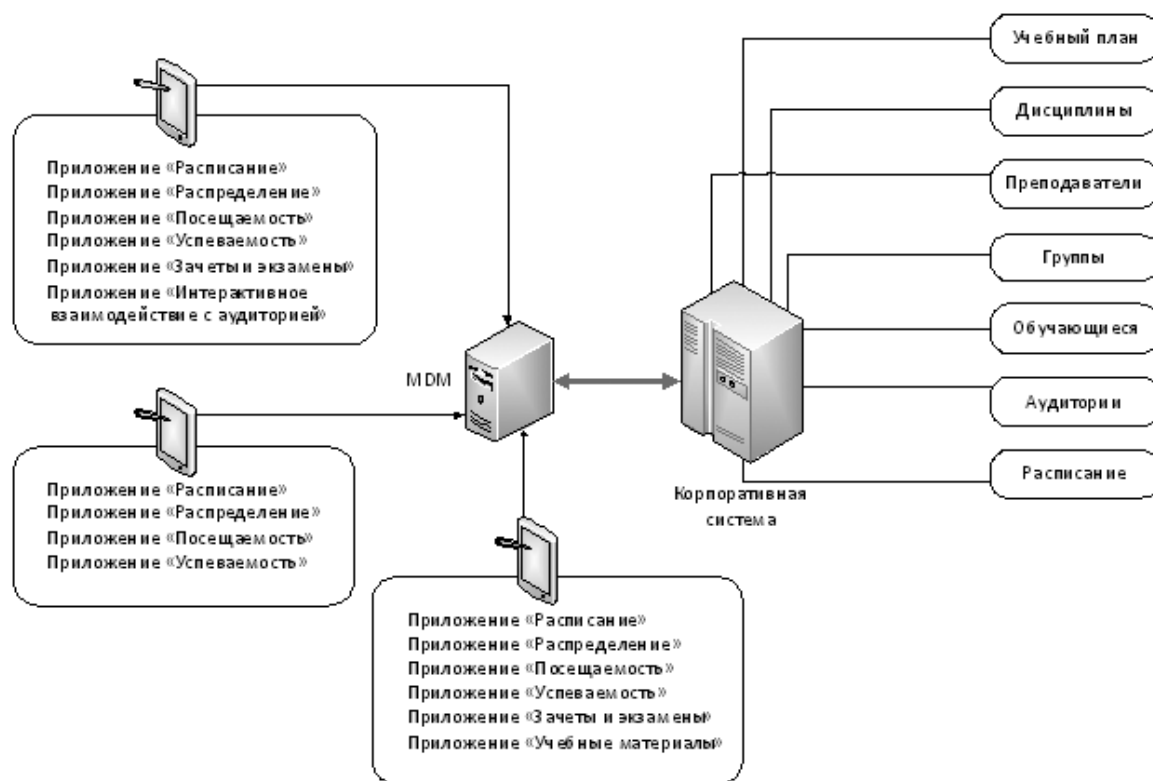 Учебный план
Дисциплины
Преподаватели
Группы
Обучающиеся
Аудитории
Расписание
Приложение «Расписание»
Приложение «Распределение»
Приложение «Посещаемость»
Приложение «Успеваемость»
Приложение «Зачеты и экзамены»
Приложение «Интерактивное
взаимодействие с аудиторией»
MDM
Корпоративная
система
Приложение «Расписание»
Приложение «Распределение»
Приложение «Посещаемость»
Приложение «Успеваемость»
Приложение «Расписание»
Приложение «Распределение»
Приложение «Посещаемость»
Приложение «Успеваемость»
Приложение «Зачеты и экзамены»
Приложение «Учебные материалы»